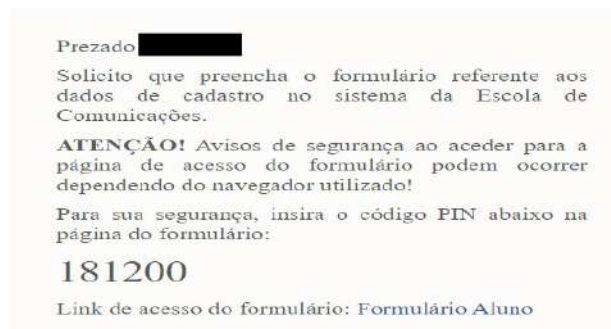 Prezado
Solicito que preencha o formulário referente aos
dados de cadastro no sistema da Escola de
Comunicações.
ATENÇÃO! Avisos de segurança ao aceder para a
página de acesso do formulário podem ocorrer
dependendo do navegador utilizado!
Para sua segurança, insira o código PIN abaixo na
página do formulário:
181200
Link de acesso do formulário: Formulário Aluno